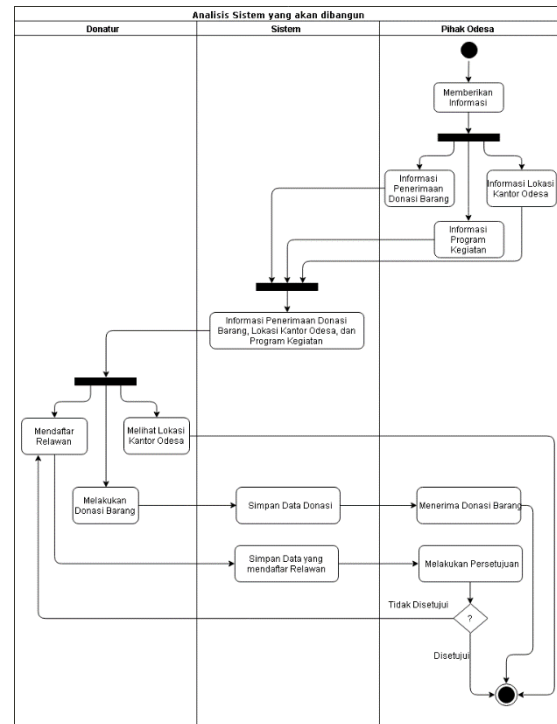 Analisis Sistem yang akan dibangun
Donatur
Sistem
Pihak Odesa
Memberikan
Informasi
Informasi
Penerimaan
Donasi Barang
Informasi Lokasi
Kantor Odesa
Informasi
Program
Kegiatan
Informasi Penerimaan Donasi
Barang, Lokasi Kantor Odesa, dan
Program Kegiatan
Mendaftar
Relawan
Melihat Lokasi
Kantor Odesa
Melakukan
Donasi Barang
Simpan Data Donasi
Menerima Donasi Barang
Simpan Data yang
mendaftar Relawan
Melakukan Persetujuan
Tidak Disetujui
?
Disetujui